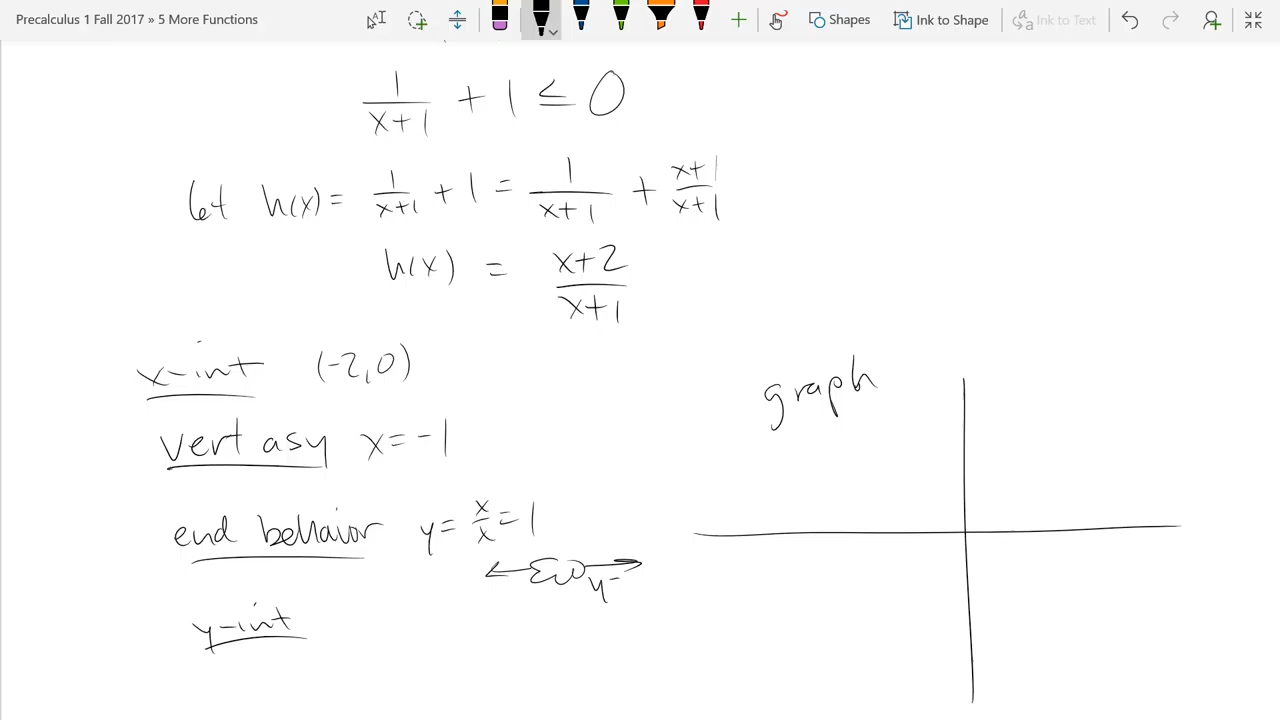 Precalculus 1 Fall 2017 » 5 More Functions
Shapes
Ink to Shape
Ink to Text
1/(x+1) + 1 ≤ 0
let h(x) = 1/(x+1) + 1 = 1/(x+1) + (x+1)/(x+1)
h(x) = (x+2)/(x+1)
x-int (-2,0)
graph
vert asy x=-1
end behavior y = x/x = 1
y=
y-int